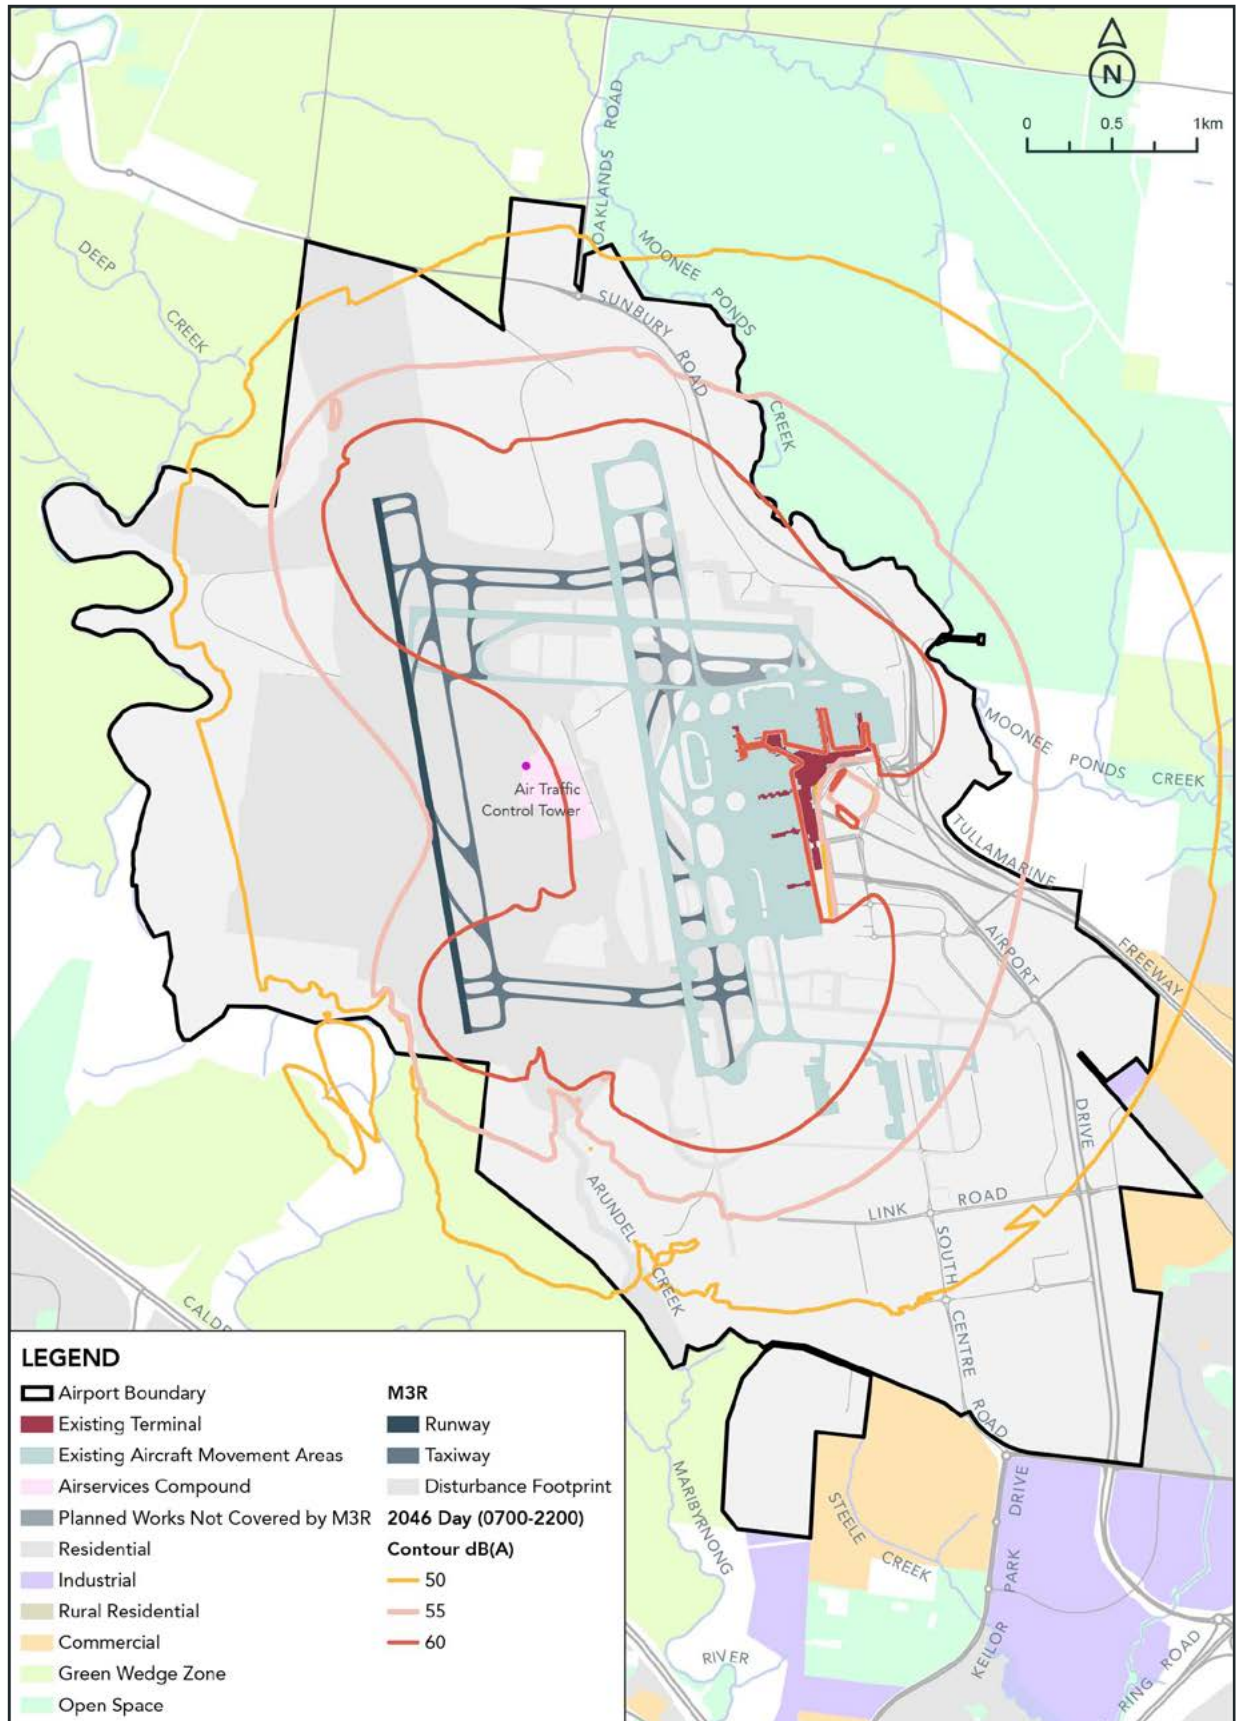 N
0 0.5 1km
OAKLANDS ROAD
MOONEE PONDS
CREEK
DEEP
CREEK
SUNBURY
ROAD
MOONEE PONDS CREEK
Air Traffic
Control Tower
TULLAMARINE
FREEWAY
AIRPORT
DRIVE
ARUNDEL
CREEK
LINK ROAD
SOUTH
CENTRE
ROAD
MARIBYRNONG
RIVER
STEELE
CREEK
KEILOR PARK DRIVE
RING ROAD
LEGEND
Airport Boundary
Existing Terminal
Existing Aircraft Movement Areas
Airservices Compound
Planned Works Not Covered by M3R
Residential
Industrial
Rural Residential
Commercial
Green Wedge Zone
Open Space
M3R
Runway
Taxiway
Disturbance Footprint
2046 Day (0700-2200)
Contour dB(A)
50
55
60